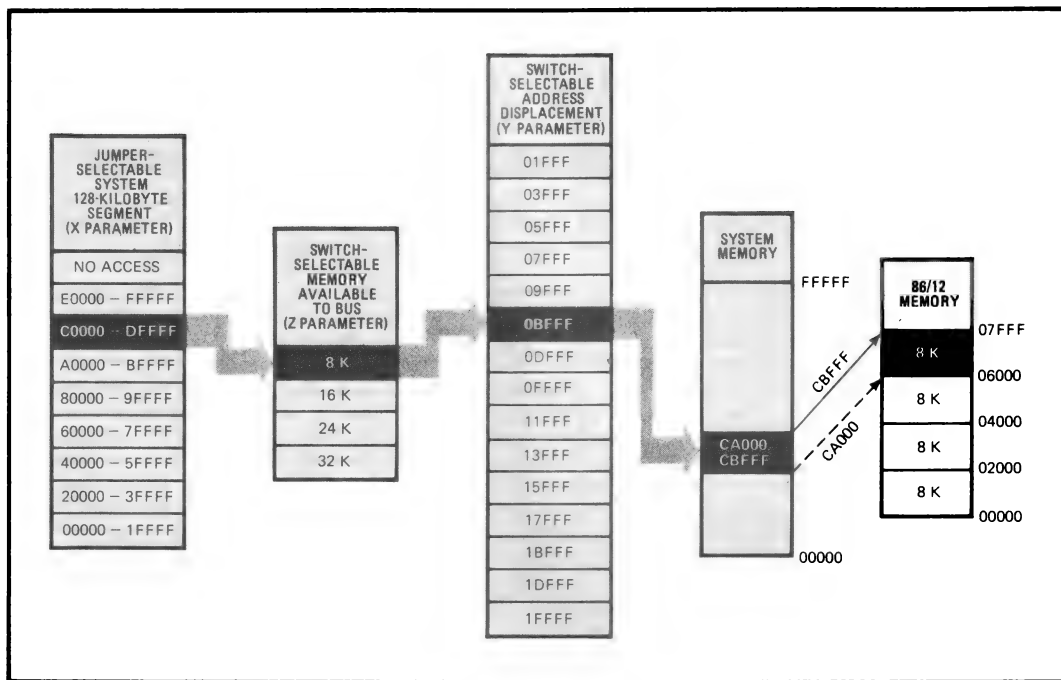 JUMPER-
SELECTABLE
SYSTEM
128-KILOBYTE
SEGMENT
(X PARAMETER)
NO ACCESS
E0000 – FFFFF
C0000 – DFFFF
A0000 – BFFFF
80000 – 9FFFF
60000 – 7FFFF
40000 – 5FFFF
20000 – 3FFFF
00000 – 1FFFF
SWITCH-
SELECTABLE
MEMORY
AVAILABLE
TO BUS
(Z PARAMETER)
8 K
16 K
24 K
32 K
SWITCH-
SELECTABLE
ADDRESS
DISPLACEMENT
(Y PARAMETER)
01FFF
03FFF
05FFF
07FFF
09FFF
0BFFF
0DFFF
0FFFF
11FFF
13FFF
15FFF
17FFF
1BFFF
1DFFF
1FFFF
SYSTEM
MEMORY
FFFFF
CA000
CBFFF
00000
CBFFF
CA000
86/12
MEMORY
07FFF
8 K
06000
8 K
04000
8 K
02000
8 K
00000